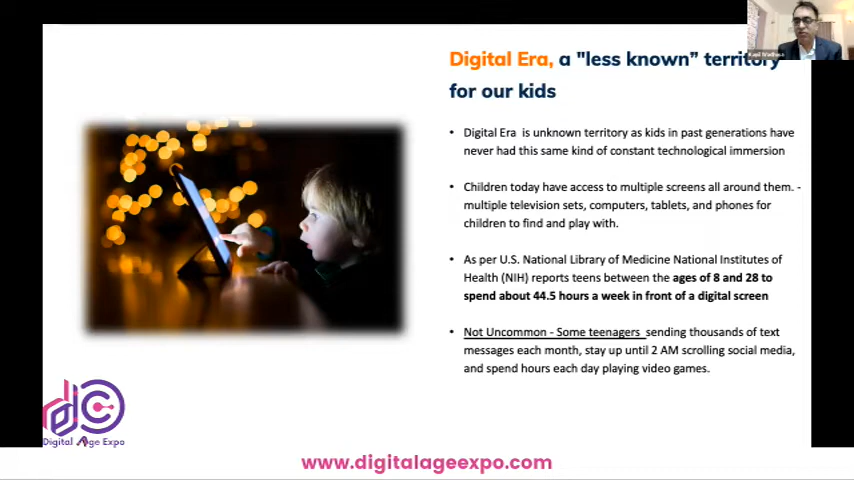 Digital Era, a "less known” territory
for our kids
• Digital Era is unknown territory as kids in past generations have
never had this same kind of constant technological immersion
• Children today have access to multiple screens all around them. -
multiple television sets, computers, tablets, and phones for
children to find and play with.
• As per U.S. National Library of Medicine National Institutes of
Health (NIH) reports teens between the ages of 8 and 28 to
spend about 44.5 hours a week in front of a digital screen
• Not Uncommon - Some teenagers sending thousands of text
messages each month, stay up until 2 AM scrolling social media,
and spend hours each day playing video games.
Digital Age Expo
www.digitalageexpo.com